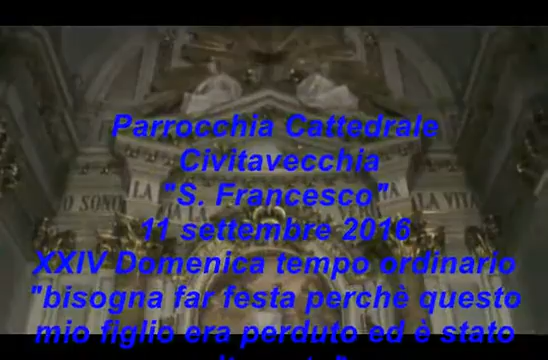 Parrocchia Cattedrale
Civitavecchia
"S. Francesco"
11 settembre 2016
XXIV Domenica tempo ordinario
"bisogna far festa perchè questo
mio figlio era perduto ed è stato
O SONO LA LA VITA